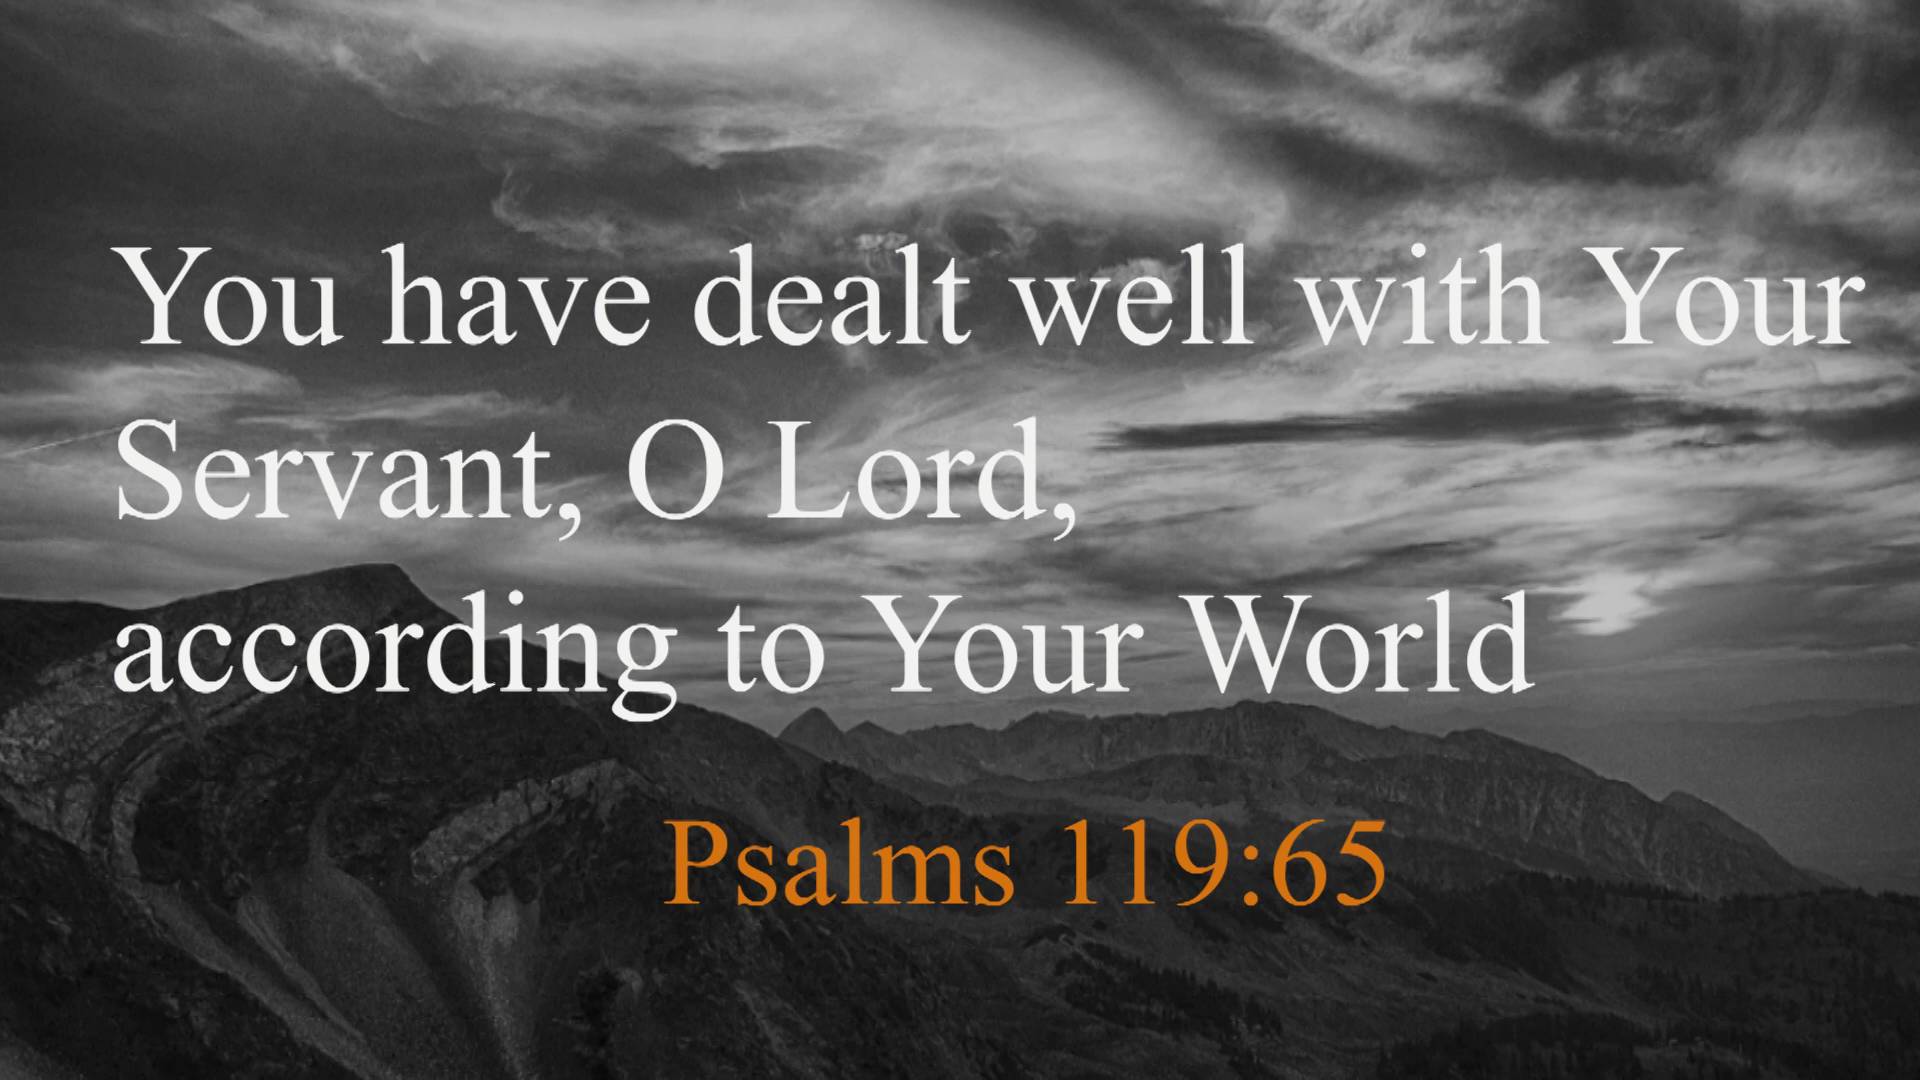 You have dealt well with Your
Servant, O Lord,
according to Your World
Psalms 119:65